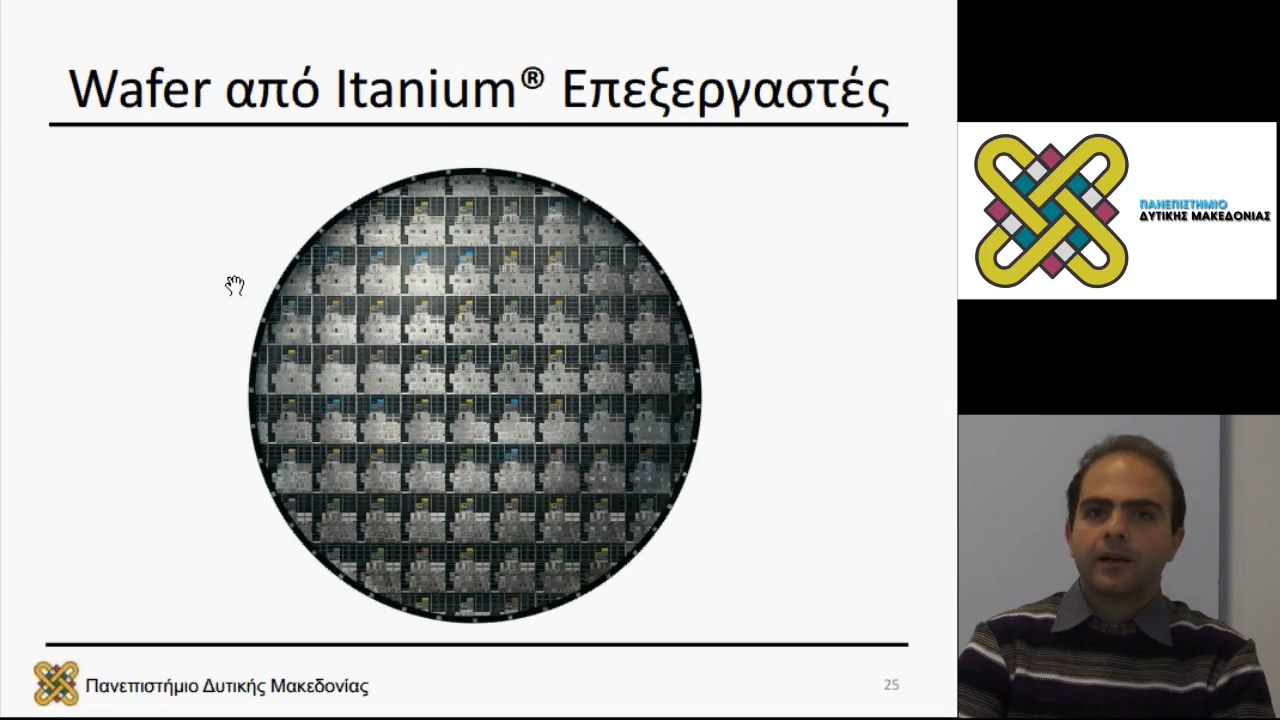 Wafer από Itanium® Επεξεργαστές
ΠΑΝΕΠΙΣΤΗΜΙΟ
ΔΥΤΙΚΗΣ ΜΑΚΕΔΟΝΙΑΣ
Πανεπιστήμιο Δυτικής Μακεδονίας
25